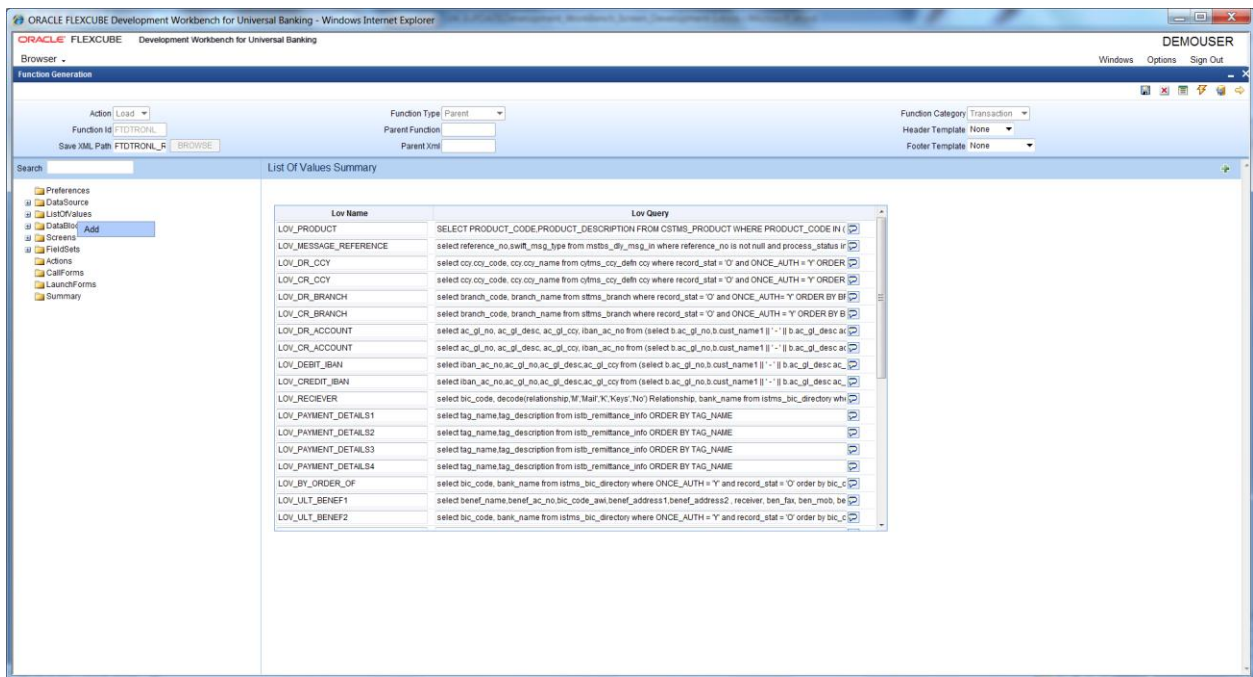 ORACLE FLEXCUBE Development Workbench for Universal Banking - Windows Internet Explorer
ORACLE FLEXCUBE Development Workbench for Universal Banking DEMOUSER
Browser Windows Options Sign Out
Function Generation
Action Load Function Type Parent Function Category Transaction
Function Id FTDTRONL Parent Function Header Template None
Save XML Path FTDTRONL_R BROWSE Parent Xml Footer Template None
Search List Of Values Summary
Preferences
DataSource
ListOfValues
DataBloc Add
Screens
FieldSets
Actions
CallForms
LaunchForms
Summary
Lov Name Lov Query
LOV_PRODUCT SELECT PRODUCT_CODE,PRODUCT_DESCRIPTION FROM CSTMS_PRODUCT WHERE PRODUCT_CODE IN (
LOV_MESSAGE_REFERENCE select reference_no,swift_msg_type from mstbs_dly_msg_in where reference_no is not null and process_status in
LOV_DR_CCY select ccy.ccy_code, ccy.ccy_name from cytms_ccy_defn ccy where record_stat = 'O' and ONCE_AUTH = 'Y' ORDER
LOV_CR_CCY select ccy.ccy_code, ccy.ccy_name from cytms_ccy_defn ccy where record_stat = 'O' and ONCE_AUTH = 'Y' ORDER
LOV_DR_BRANCH select branch_code, branch_name from sttms_branch where record_stat = 'O' and ONCE_AUTH= 'Y' ORDER BY BR
LOV_CR_BRANCH select branch_code, branch_name from sttms_branch where record_stat = 'O' and ONCE_AUTH = 'Y' ORDER BY B
LOV_DR_ACCOUNT select ac_gl_no, ac_gl_desc, ac_gl_ccy, iban_ac_no from (select b.ac_gl_no,b.cust_name1 || ' - ' || b.ac_gl_desc ac
LOV_CR_ACCOUNT select ac_gl_no, ac_gl_desc, ac_gl_ccy, iban_ac_no from (select b.ac_gl_no,b.cust_name1 || ' - ' || b.ac_gl_desc ac
LOV_DEBIT_IBAN select iban_ac_no,ac_gl_no,ac_gl_desc,ac_gl_ccy from (select b.ac_gl_no,b.cust_name1 || ' - ' || b.ac_gl_desc ac_
LOV_CREDIT_IBAN select iban_ac_no,ac_gl_no,ac_gl_desc,ac_gl_ccy from (select b.ac_gl_no,b.cust_name1 || ' - ' || b.ac_gl_desc ac_
LOV_RECIEVER select bic_code, decode(relationship,'M','Mail','K','Keys','No') Relationship, bank_name from istms_bic_directory whe
LOV_PAYMENT_DETAILS1 select tag_name,tag_description from istb_remittance_info ORDER BY TAG_NAME
LOV_PAYMENT_DETAILS2 select tag_name,tag_description from istb_remittance_info ORDER BY TAG_NAME
LOV_PAYMENT_DETAILS3 select tag_name,tag_description from istb_remittance_info ORDER BY TAG_NAME
LOV_PAYMENT_DETAILS4 select tag_name,tag_description from istb_remittance_info ORDER BY TAG_NAME
LOV_BY_ORDER_OF select bic_code, bank_name from istms_bic_directory where ONCE_AUTH = 'Y' and record_stat = 'O' order by bic_c
LOV_ULT_BENEF1 select benef_name,benef_ac_no,bic_code_awi,benef_address1,benef_address2 , receiver, ben_fax, ben_mob, be
LOV_ULT_BENEF2 select bic_code, bank_name from istms_bic_directory where ONCE_AUTH = 'Y' and record_stat = 'O' order by bic_c